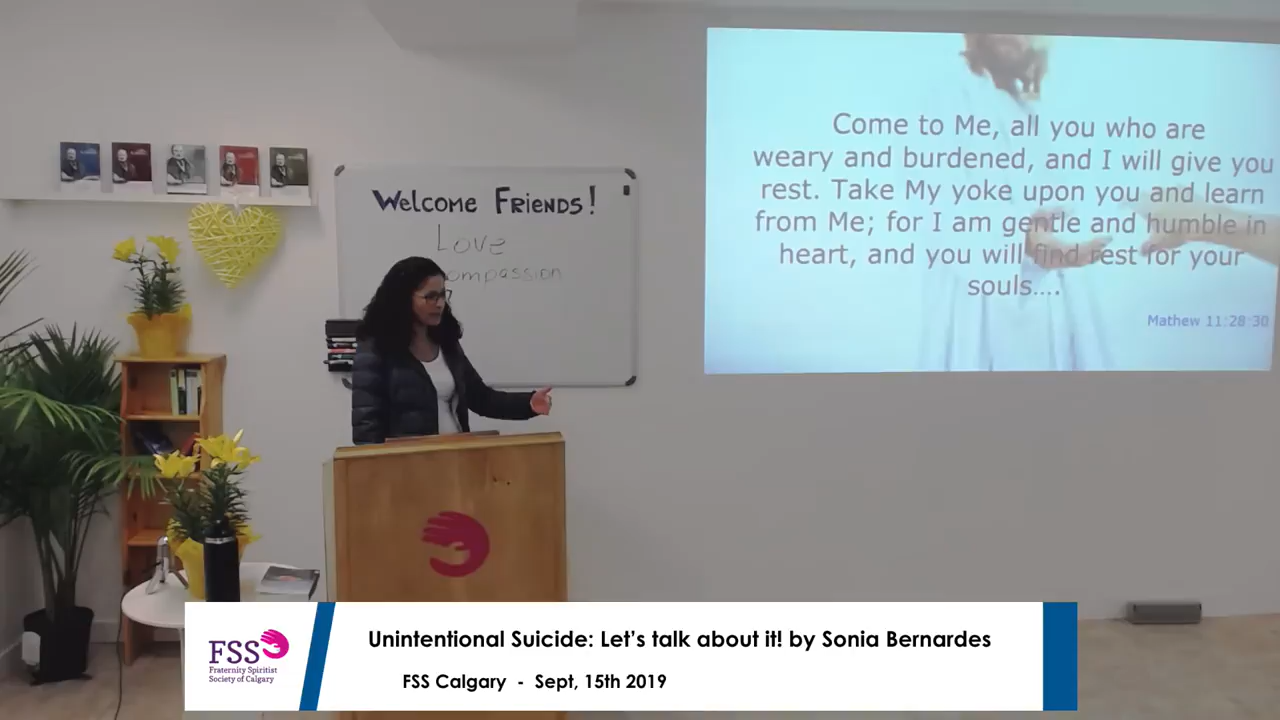 Welcome Friends!
Love
ompassion
Come to Me, all you who are
weary and burdened, and I will give you
rest. Take My yoke upon you and learn
from Me; for I am gentle and humble in
heart, and you will find rest for your
souls....
Mathew 11:28:30
FSS
Fraternity Spiritist
Society of Calgary
Unintentional Suicide: Let's talk about it! by Sonia Bernardes
FSS Calgary - Sept, 15th 2019